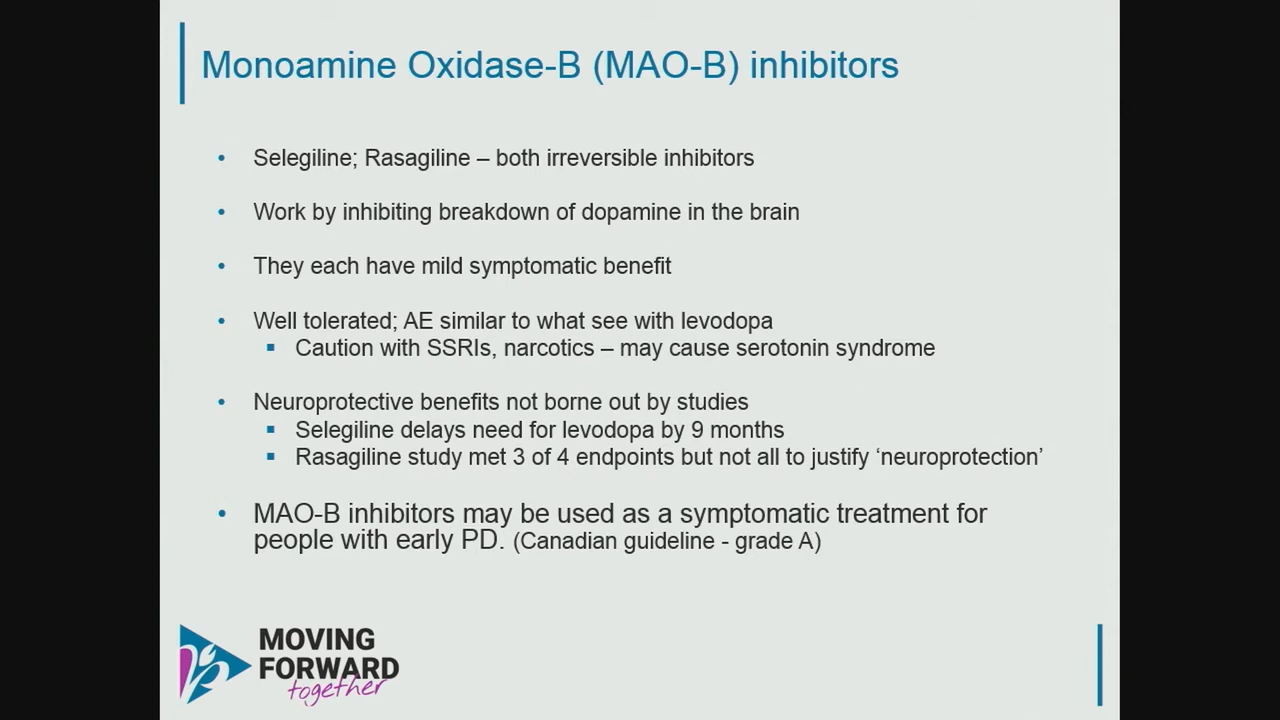 Monoamine Oxidase-B (MAO-B) inhibitors
• Selegiline; Rasagiline – both irreversible inhibitors
• Work by inhibiting breakdown of dopamine in the brain
• They each have mild symptomatic benefit
• Well tolerated; AE similar to what see with levodopa
▪ Caution with SSRIs, narcotics – may cause serotonin syndrome
• Neuroprotective benefits not borne out by studies
▪ Selegiline delays need for levodopa by 9 months
▪ Rasagiline study met 3 of 4 endpoints but not all to justify ‘neuroprotection’
• MAO-B inhibitors may be used as a symptomatic treatment for
people with early PD. (Canadian guideline - grade A)
MOVING
FORWARD
together